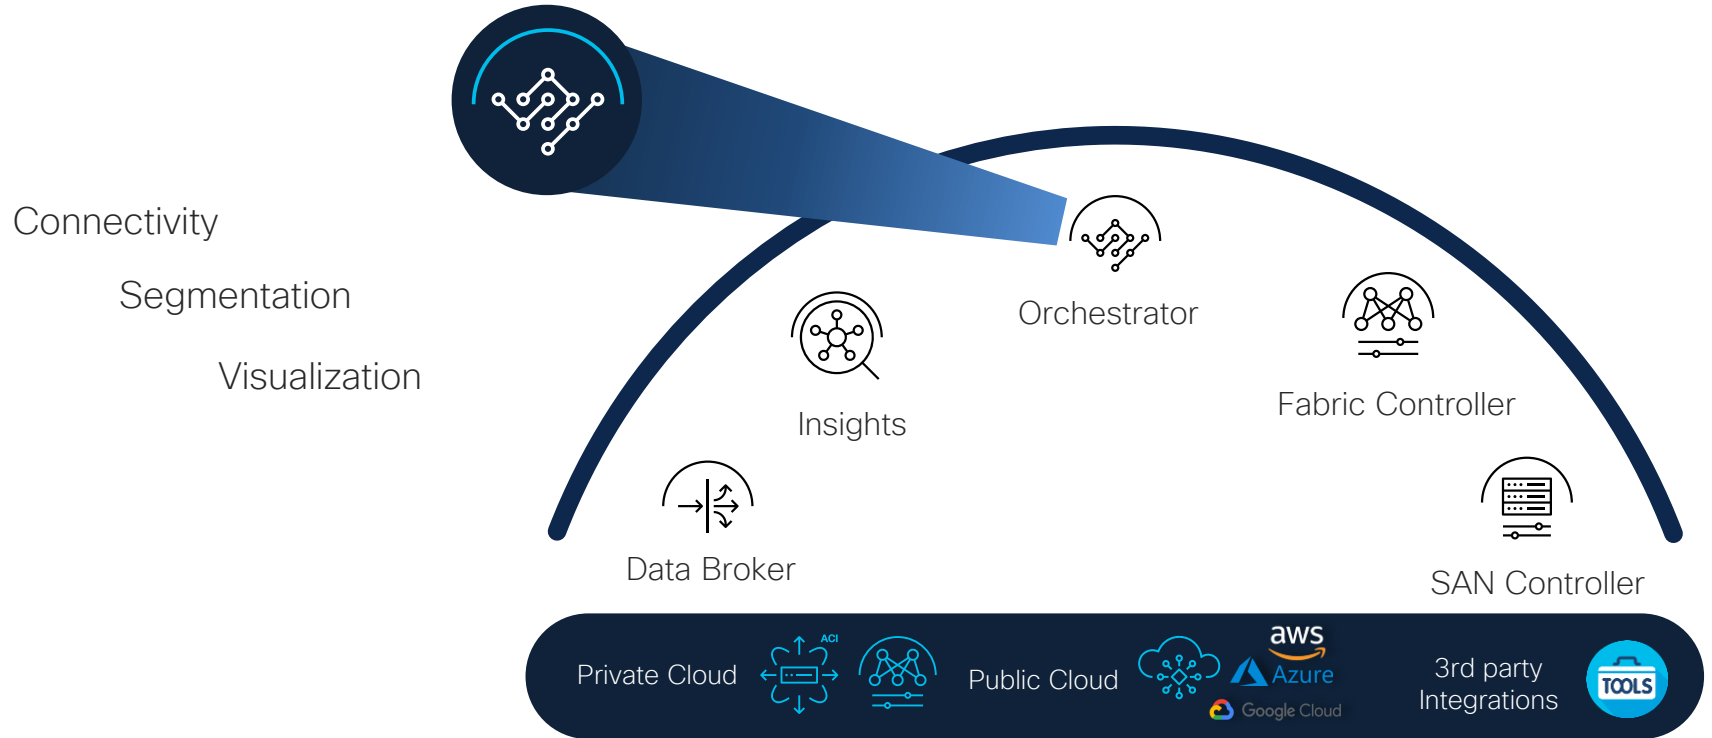 Connectivity
Segmentation
Visualization
Orchestrator
Insights
Fabric Controller
Data Broker
SAN Controller
Private Cloud
ACI
Public Cloud
aws
Azure
Google Cloud
3rd party
Integrations
TOOLS